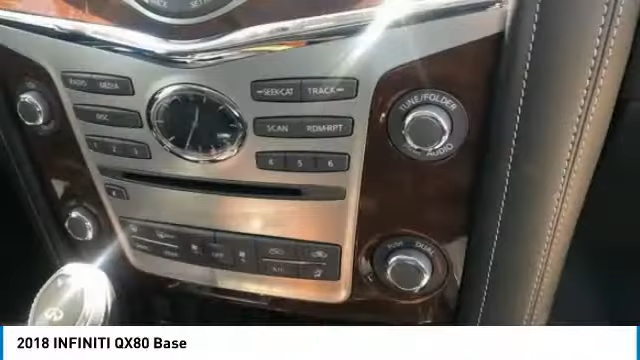 RADIO MEDIA
SEEK·CAT TRACK
DISC
TUNE/FOLDER
AUDIO
SCAN RDM·RPT
1 2 3
4 5 6
DUAL
A/C
2018 INFINITI QX80 Base